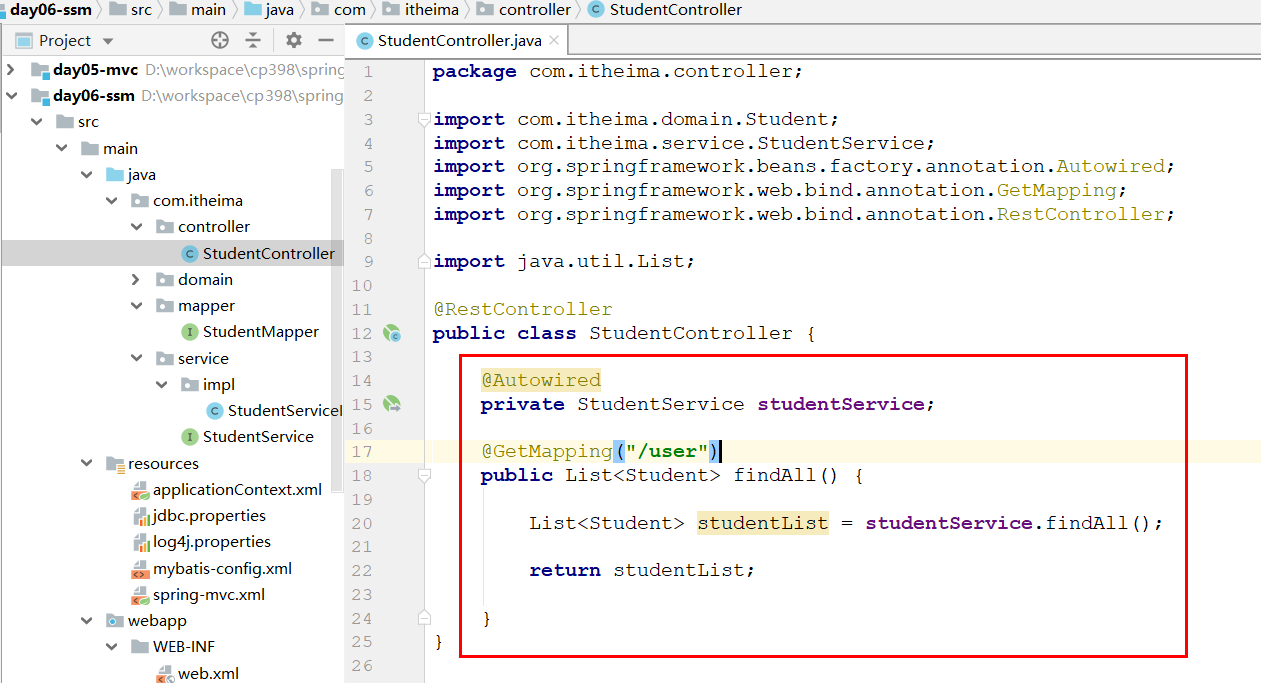 day06-ssm src main java com itheima controller StudentController
Project
StudentController.java
day05-mvc D:\workspace\cp398\spring
day06-ssm D:\workspace\cp398\spring
src
main
java
com.itheima
controller
StudentController
domain
mapper
StudentMapper
service
impl
StudentServiceI
StudentService
resources
applicationContext.xml
jdbc.properties
log4j.properties
mybatis-config.xml
spring-mvc.xml
webapp
WEB-INF
web.xml
1 package com.itheima.controller;
2
3 import com.itheima.domain.Student;
4 import com.itheima.service.StudentService;
5 import org.springframework.beans.factory.annotation.Autowired;
6 import org.springframework.web.bind.annotation.GetMapping;
7 import org.springframework.web.bind.annotation.RestController;
8
9 import java.util.List;
10
11 @RestController
12 public class StudentController {
13
14 @Autowired
15 private StudentService studentService;
16
17 @GetMapping("/user")
18 public List<Student> findAll() {
19
20 List<Student> studentList = studentService.findAll();
21
22 return studentList;
23
24 }
25 }
26